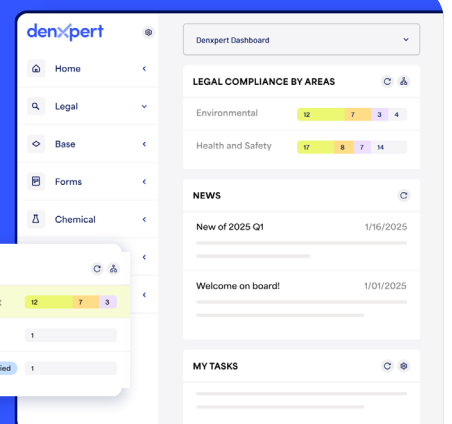 denxpert
Home
Legal
Base
Forms
Chemical
12 7 3
1
1
Denxpert Dashboard
LEGAL COMPLIANCE BY AREAS
Environmental 12 7 3 4
Health and Safety 17 8 7 14
NEWS
New of 2025 Q1 1/16/2025
Welcome on board! 1/01/2025
MY TASKS